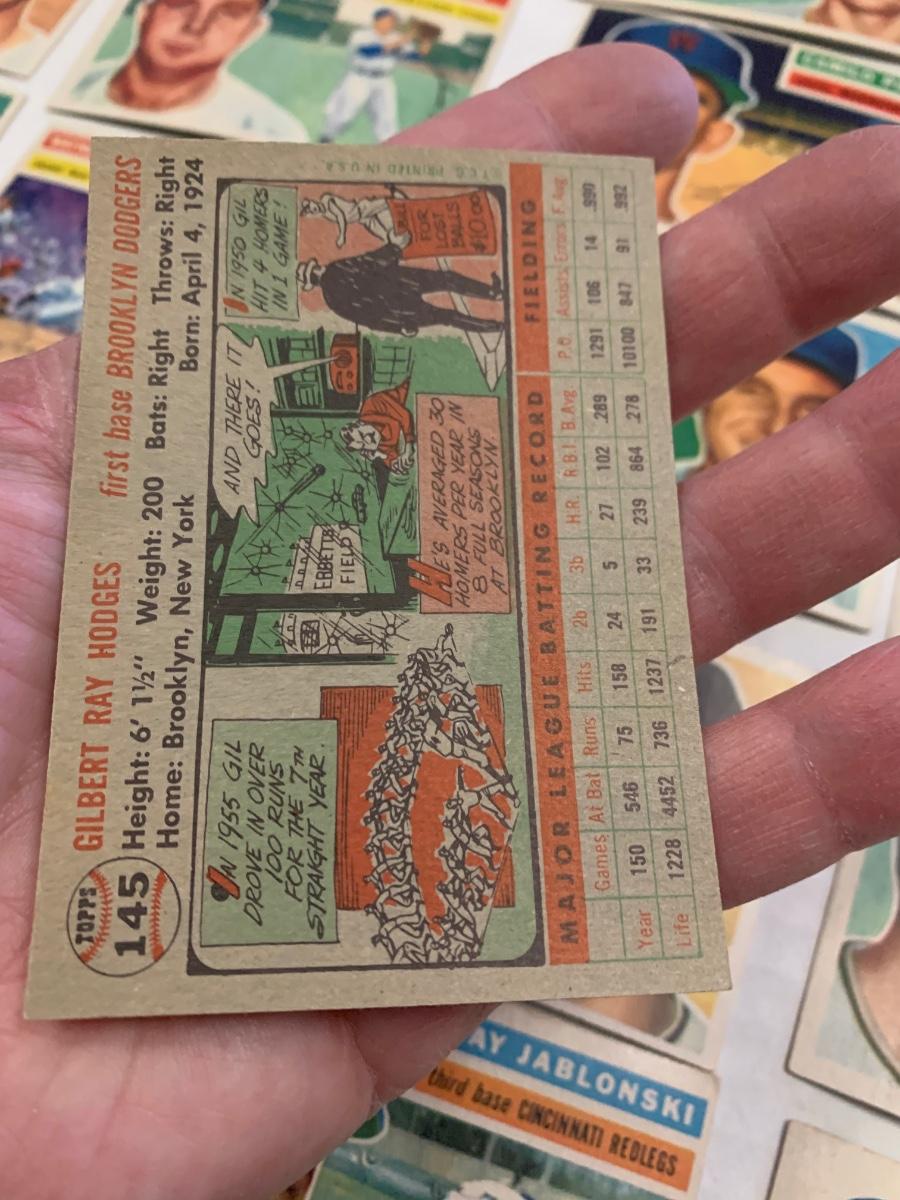 TOPPS
145
GILBERT RAY HODGES first base BROOKLYN DODGERS
Height: 6' 1½" Weight: 200 Bats: Right Throws: Right
Home: Brooklyn, New York Born: April 4, 1924
IN 1955 GIL
DROVE IN OVER
100 RUNS
FOR THE 7TH
STRAIGHT YEAR.
AND THERE IT
GOES!
EBBETS
FIELD
HE'S AVERAGED 30
HOMERS PER YEAR IN
8 FULL SEASONS
AT BROOKLYN.
IN 1950 GIL
HIT 4 HOMERS
IN 1 GAME!
BILL
FOR
LOST
BALLS
$10.00
©T.C.G. PRINTED IN U.S.A.
MAJOR LEAGUE BATTING RECORD FIELDING
Games At Bat Runs Hits 2b 3b H.R. R.B.I. B.Avg P.O. Assists Errors F.Avg
Year 150 546 75 158 24 5 27 102 .289 1291 106 14 .990
Life 1228 4452 736 1237 191 33 239 864 .278 10100 847 91 .992
AY JABLONSKI
third base CINCINNATI REDLEGS